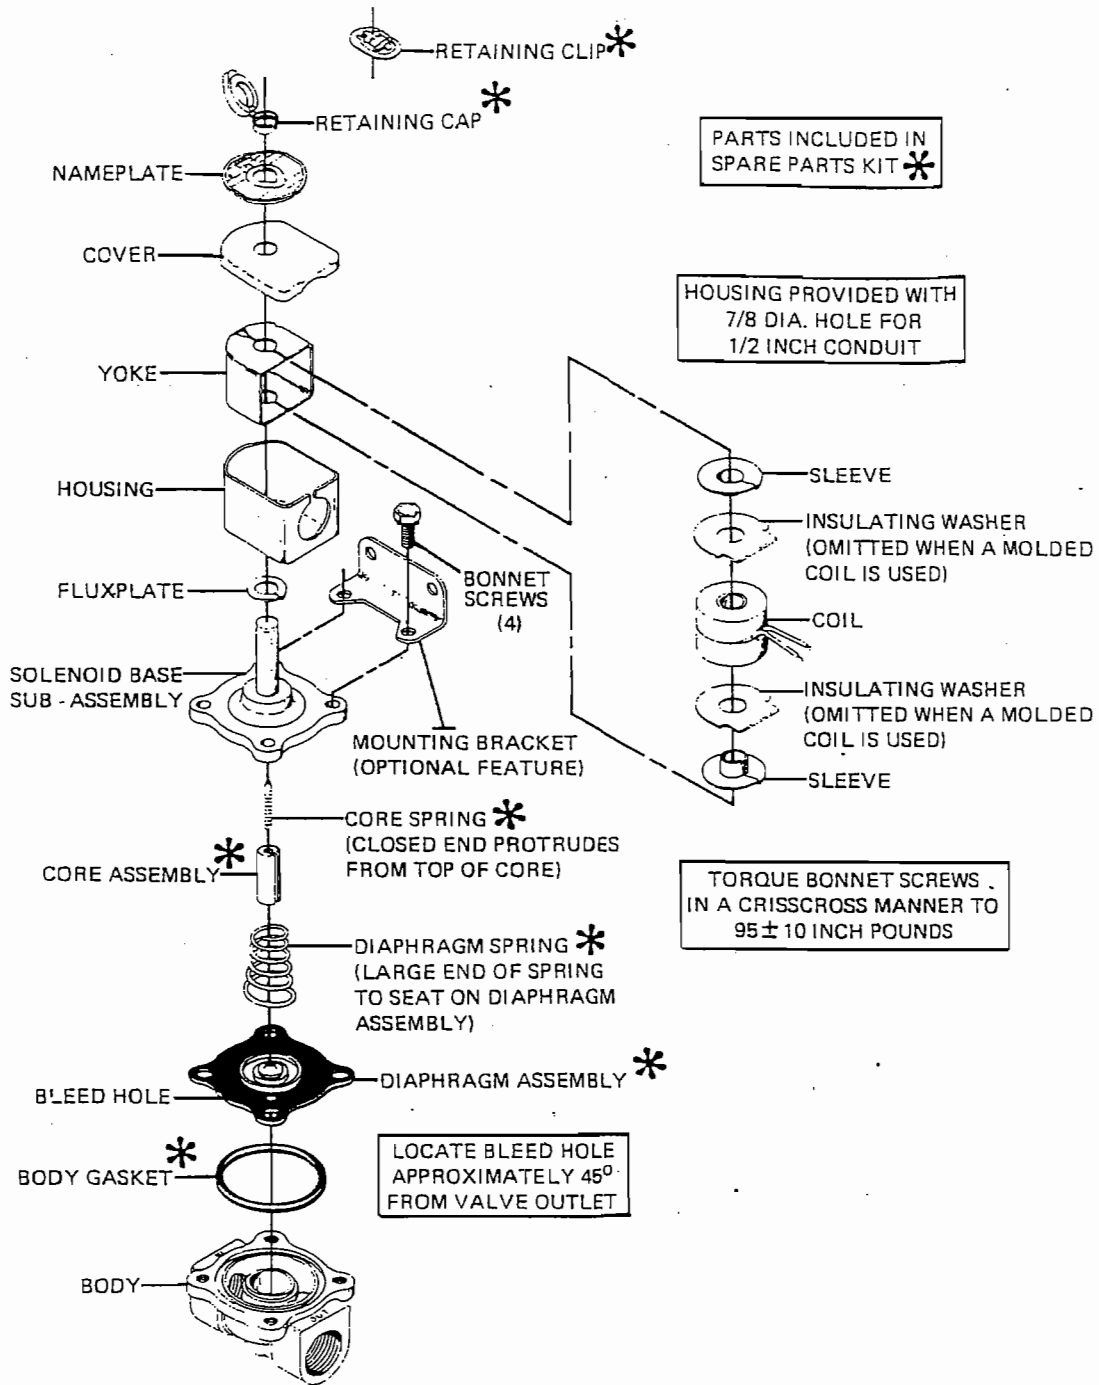 RETAINING CLIP*
RETAINING CAP*
NAMEPLATE
COVER
YOKE
HOUSING
FLUXPLATE
SOLENOID BASE
SUB-ASSEMBLY
BONNET
SCREWS
(4)
MOUNTING BRACKET
(OPTIONAL FEATURE)
CORE SPRING*
(CLOSED END PROTRUDES
FROM TOP OF CORE)
CORE ASSEMBLY*
DIAPHRAGM SPRING*
(LARGE END OF SPRING
TO SEAT ON DIAPHRAGM
ASSEMBLY)
DIAPHRAGM ASSEMBLY*
BLEED HOLE
BODY GASKET*
LOCATE BLEED HOLE
APPROXIMATELY 45°
FROM VALVE OUTLET
BODY
OUT
PARTS INCLUDED IN
SPARE PARTS KIT*
HOUSING PROVIDED WITH
7/8 DIA. HOLE FOR
1/2 INCH CONDUIT
SLEEVE
INSULATING WASHER
(OMITTED WHEN A MOLDED
COIL IS USED)
COIL
INSULATING WASHER
(OMITTED WHEN A MOLDED
COIL IS USED)
SLEEVE
TORQUE BONNET SCREWS
IN A CRISSCROSS MANNER TO
95±10 INCH POUNDS